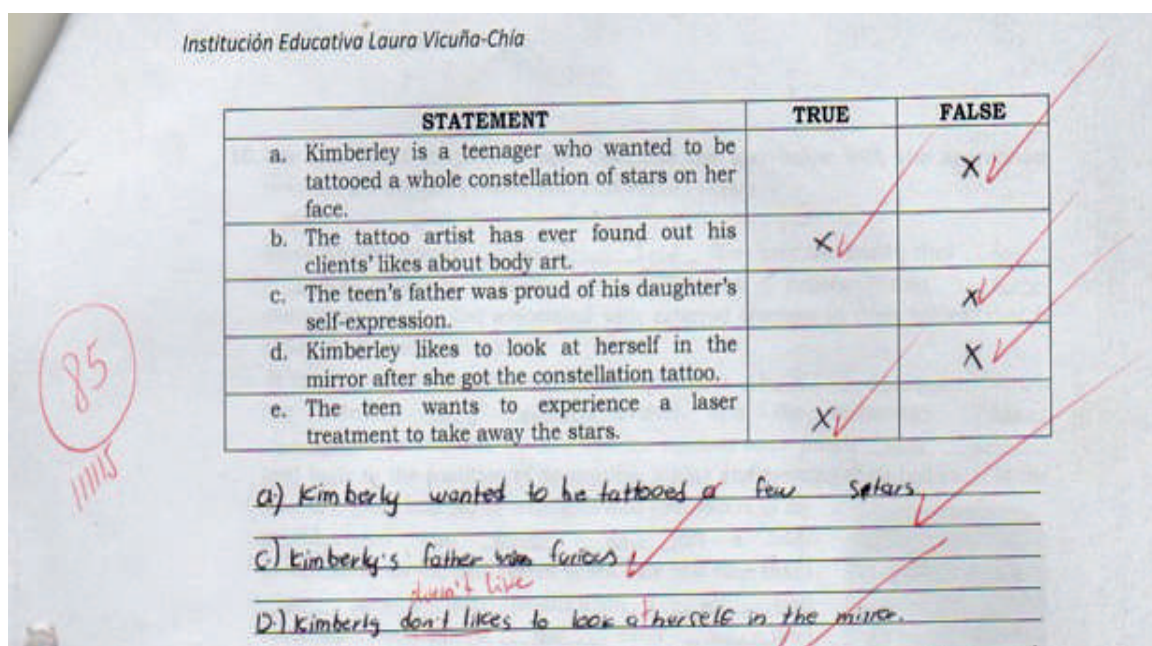 Institución Educativa Laura Vicuña-Chía
STATEMENT TRUE FALSE
a. Kimberley is a teenager who wanted to be
tattooed a whole constellation of stars on her
face. X
b. The tattoo artist has ever found out his
clients' likes about body art. X
c. The teen's father was proud of his daughter's
self-expression. X
d. Kimberley likes to look at herself in the
mirror after she got the constellation tattoo. X
e. The teen wants to experience a laser
treatment to take away the stars. X
85
a) Kimberly wanted to be tattooed a few sstars
C) Kimberly's father was furious
doesn't like
D) Kimberly don't likes to look at herself in the mirror.